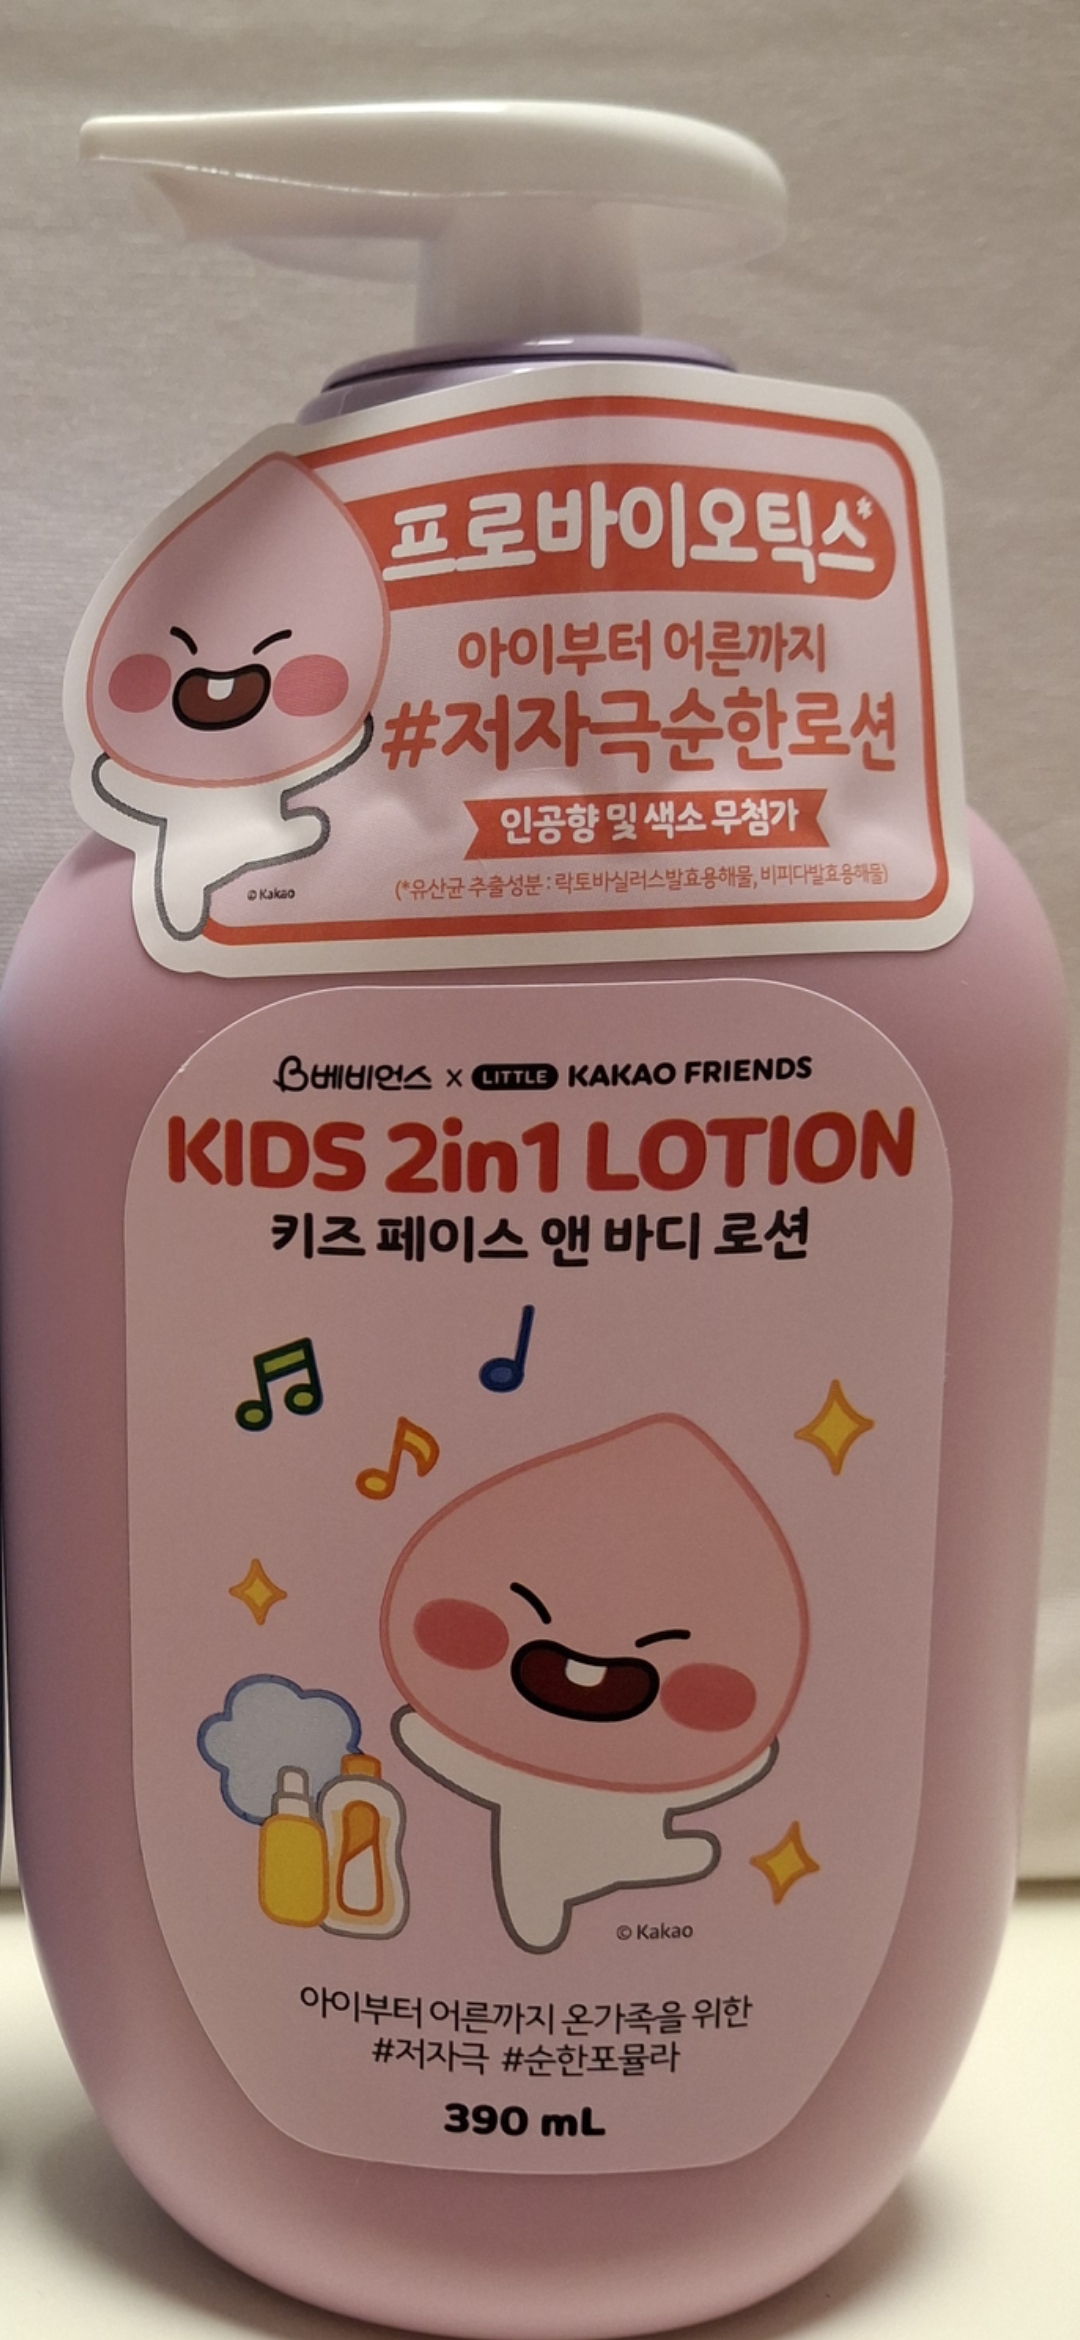 프로바이오틱스*
아이부터 어른까지
#저자극순한로션
인공향 및 색소 무첨가
(*유산균 추출성분 : 락토바실러스발효용해물, 비피다발효용해물)
© Kakao
베비언스 x LITTLE KAKAO FRIENDS
KIDS 2in1 LOTION
키즈 페이스 앤 바디 로션
© Kakao
아이부터 어른까지 온가족을 위한
#저자극 #순한포뮬라
390 mL